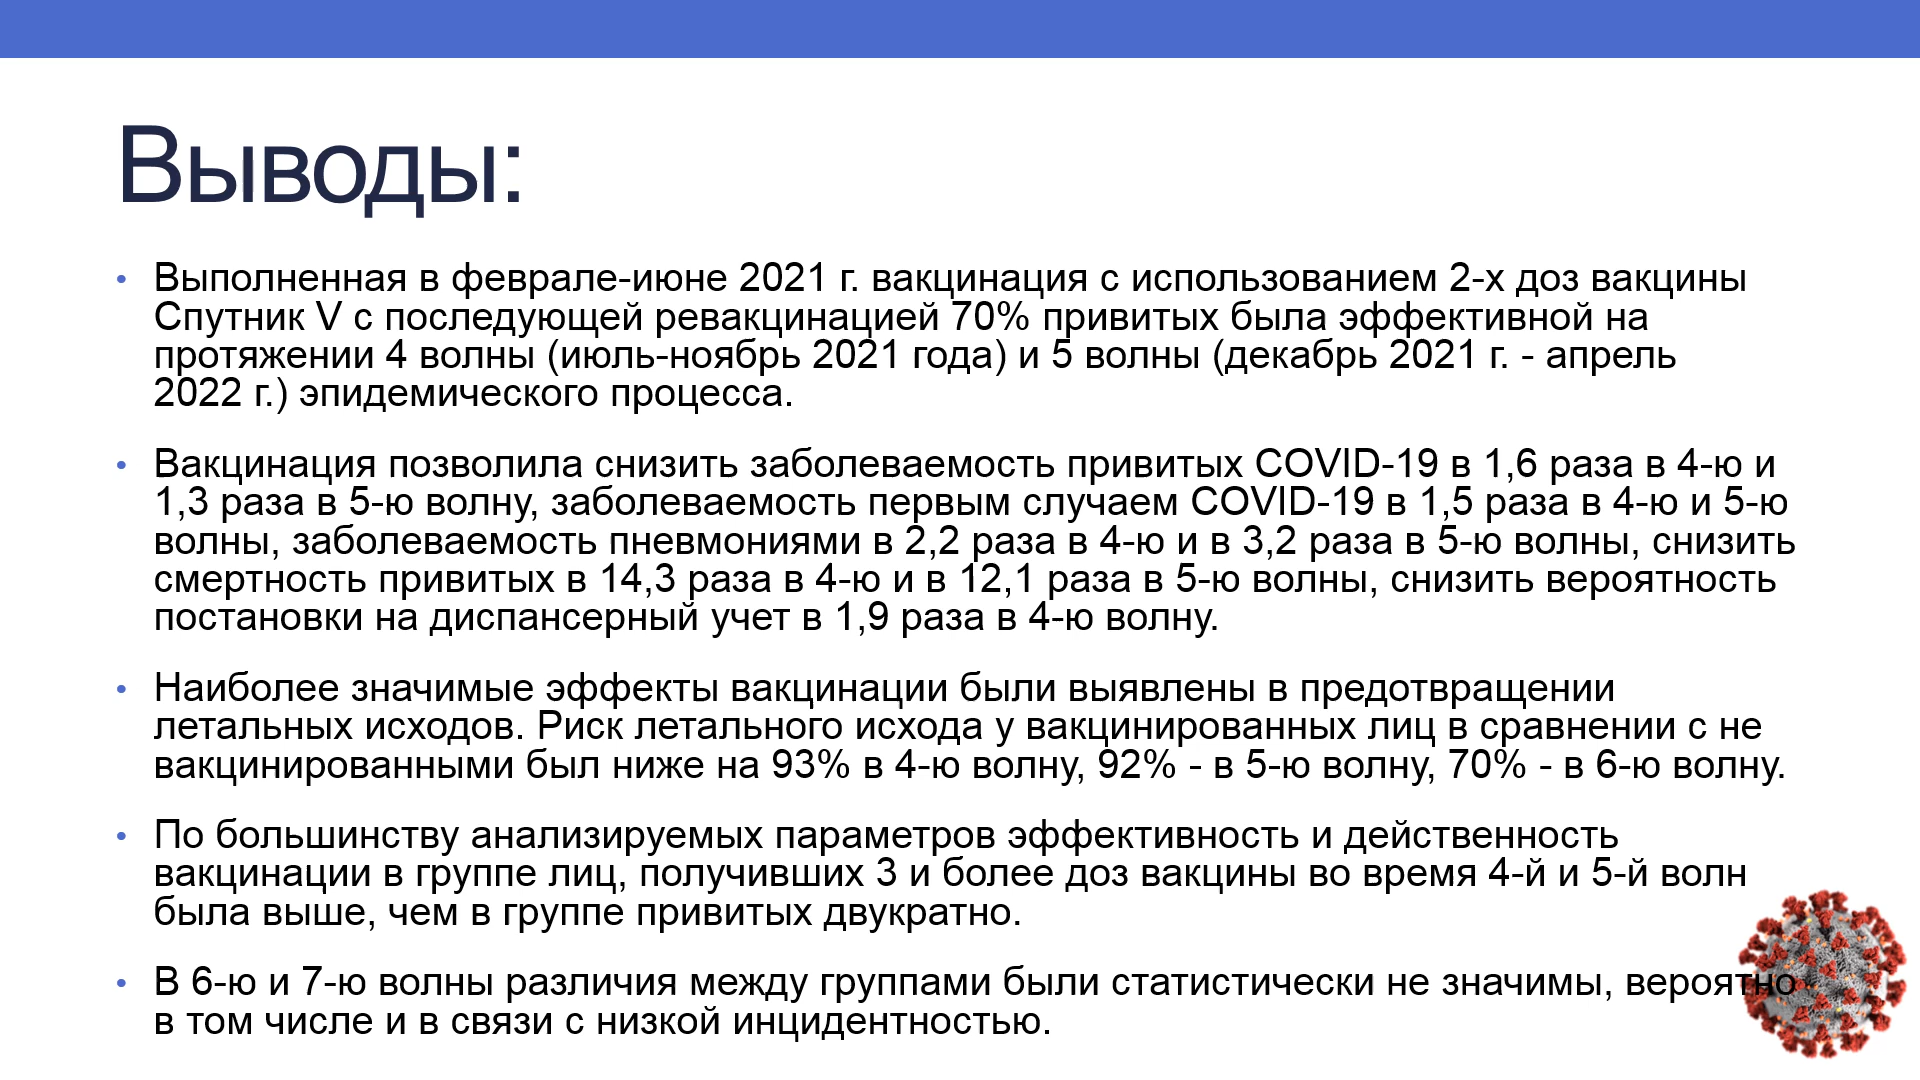 Выводы:
• Выполненная в феврале-июне 2021 г. вакцинация с использованием 2-х доз вакцины
Спутник V с последующей ревакцинацией 70% привитых была эффективной на
протяжении 4 волны (июль-ноябрь 2021 года) и 5 волны (декабрь 2021 г. - апрель
2022 г.) эпидемического процесса.
• Вакцинация позволила снизить заболеваемость привитых COVID-19 в 1,6 раза в 4-ю и
1,3 раза в 5-ю волну, заболеваемость первым случаем COVID-19 в 1,5 раза в 4-ю и 5-ю
волны, заболеваемость пневмониями в 2,2 раза в 4-ю и в 3,2 раза в 5-ю волны, снизить
смертность привитых в 14,3 раза в 4-ю и в 12,1 раза в 5-ю волны, снизить вероятность
постановки на диспансерный учет в 1,9 раза в 4-ю волну.
• Наиболее значимые эффекты вакцинации были выявлены в предотвращении
летальных исходов. Риск летального исхода у вакцинированных лиц в сравнении с не
вакцинированными был ниже на 93% в 4-ю волну, 92% - в 5-ю волну, 70% - в 6-ю волну.
• По большинству анализируемых параметров эффективность и действенность
вакцинации в группе лиц, получивших 3 и более доз вакцины во время 4-й и 5-й волн
была выше, чем в группе привитых двукратно.
• В 6-ю и 7-ю волны различия между группами были статистически не значимы, вероятно
в том числе и в связи с низкой инцидентностью.